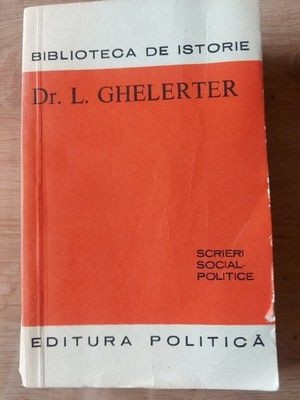 BIBLIOTECA DE ISTORIE
Dr. L. GHELERTER
SCRIERI
SOCIAL-
POLITICE
EDITURA POLITICĂ